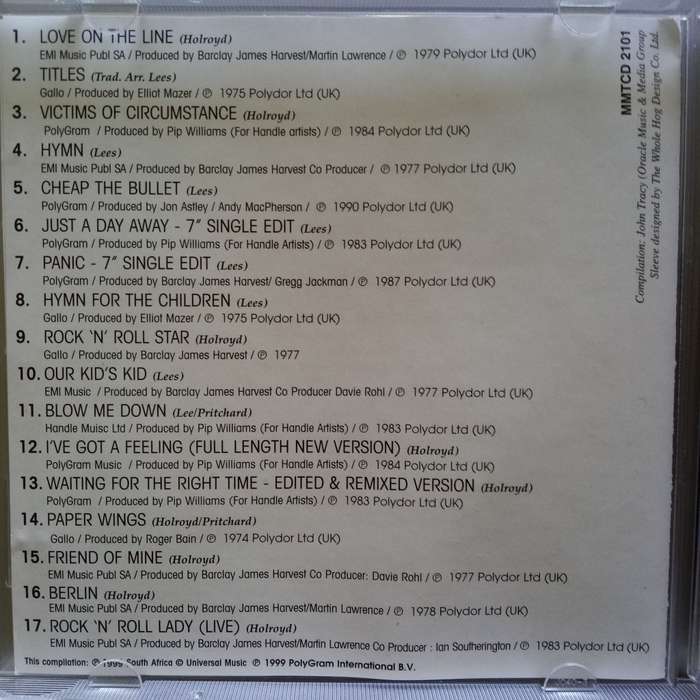 1. LOVE ON THE LINE (Holroyd)
EMI Music Publ SA / Produced by Barclay James Harvest/Martin Lawrence / ℗ 1979 Polydor Ltd (UK)
2. TITLES (Trad. Arr. Lees)
Gallo / Produced by Elliot Mazer / ℗ 1975 Polydor Ltd (UK)
3. VICTIMS OF CIRCUMSTANCE (Holroyd)
PolyGram / Produced by Pip Williams (For Handle artists) / ℗ 1984 Polydor Ltd (UK)
4. HYMN (Lees)
EMI Music Publ SA / Produced by Barclay James Harvest Co Producer / ℗ 1977 Polydor Ltd (UK)
5. CHEAP THE BULLET (Lees)
PolyGram / Produced by Jon Astley / Andy MacPherson / ℗ 1990 Polydor Ltd (UK)
6. JUST A DAY AWAY - 7" SINGLE EDIT (Lees)
PolyGram / Produced by Pip Williams (For Handle Artists) / ℗ 1983 Polydor Ltd (UK)
7. PANIC - 7" SINGLE EDIT (Lees)
PolyGram / Produced by Barclay James Harvest/ Gregg Jackman / ℗ 1987 Polydor Ltd (UK)
8. HYMN FOR THE CHILDREN (Lees)
Gallo / Produced by Elliot Mazer / ℗ 1975 Polydor Ltd (UK)
9. ROCK 'N' ROLL STAR (Holroyd)
Gallo / Produced by Barclay James Harvest / ℗ 1977
10. OUR KID'S KID (Lees)
EMI Music / Produced by Barclay James Harvest Co Producer Davie Rohl / ℗ 1977 Polydor Ltd (UK)
11. BLOW ME DOWN (Lee/Pritchard)
Handle Muisc Ltd / Produced by Pip Williams (For Handle Artists) / ℗ 1983 Polydor Ltd (UK)
12. I'VE GOT A FEELING (FULL LENGTH NEW VERSION) (Holroyd)
PolyGram Music / Produced by Pip Williams (For Handle Artists) / ℗ 1984 Polydor Ltd (UK)
13. WAITING FOR THE RIGHT TIME - EDITED & REMIXED VERSION (Holroyd)
PolyGram / Produced by Pip Williams (For Handle Artists) / ℗ 1983 Polydor Ltd (UK)
14. PAPER WINGS (Holroyd/Pritchard)
Gallo / Produced by Roger Bain / ℗ 1974 Polydor Ltd (UK)
15. FRIEND OF MINE (Holroyd)
EMI Music Publ SA / Produced by Barclay James Harvest Co Producer: Davie Rohl / ℗ 1977 Polydor Ltd (UK)
16. BERLIN (Holroyd)
EMI Music Publ SA / Produced by Barclay James Harvest/Martin Lawrence / ℗ 1978 Polydor Ltd (UK)
17. ROCK 'N' ROLL LADY (LIVE) (Holroyd)
EMI Music Publ SA / Produced by Barclay James Harvest/Martin Lawrence Co Producer : Ian Southerington / ℗ 1983 Polydor Ltd (UK)
This compilation: ℗ 1999 South Africa © Universal Music ℗ 1999 PolyGram International B.V.
MMTCD 2101
Compilation: John Tracy (Oracle Music & Media Group
Sleeve designed by The Whole Hog Design Co. Ltd.